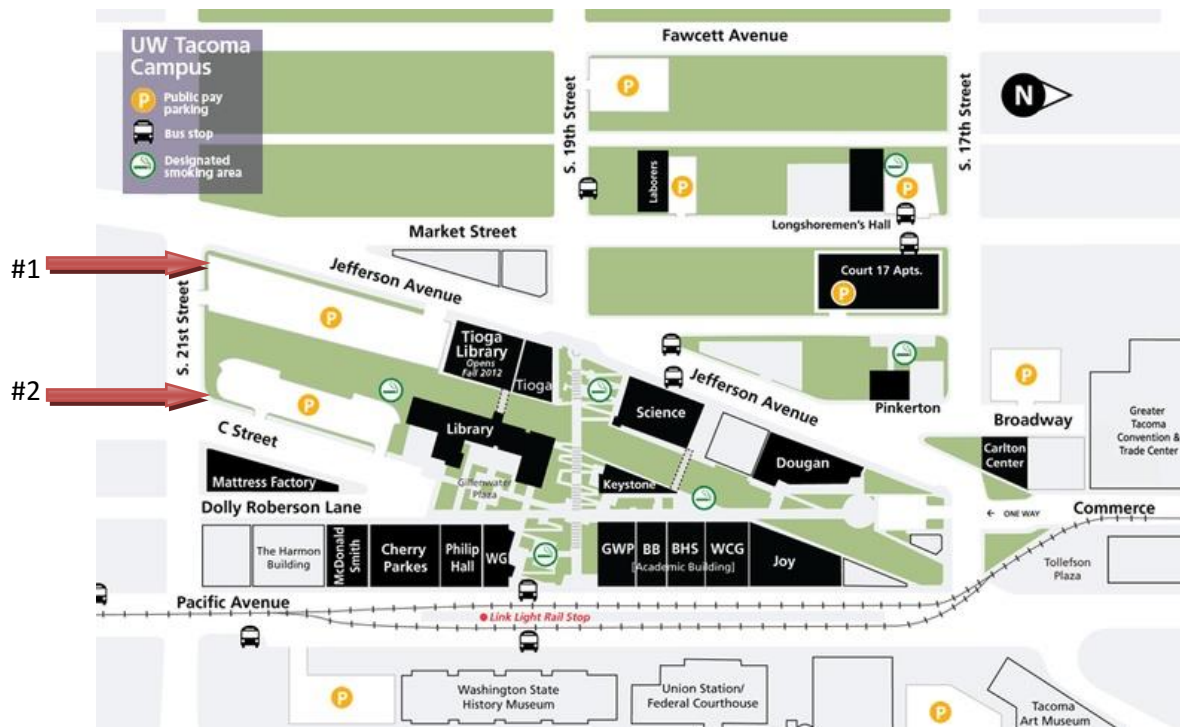 Fawcett Avenue
UW Tacoma
Campus
P
Public pay
parking
Bus stop
Designated
smoking area
S. 19th Street
P
S. 17th Street
N
Laborers
P
P
Longshoremen's Hall
Market Street
#1
Jefferson Avenue
Court 17 Apts.
P
S. 21st Street
P
Tioga
Library
Opens
Fall 2012
Tioga
Jefferson Avenue
P
#2
P
Science
Pinkerton
Broadway
Greater
Tacoma
Convention &
Trade Center
C Street
Library
Dougan
Carlton
Center
Mattress Factory
Gillenwater
Plaza
Keystone
Dolly Roberson Lane
← ONE WAY
Commerce
The Harmon
Building
McDonald
Smith
Cherry
Parkes
Philip
Hall
WG
GWP
BB
BHS
WCG
[Academic Building]
Joy
Tollefson
Plaza
Pacific Avenue
Link Light Rail Stop
P
Washington State
History Museum
Union Station/
Federal Courthouse
P
Tacoma
Art Museum